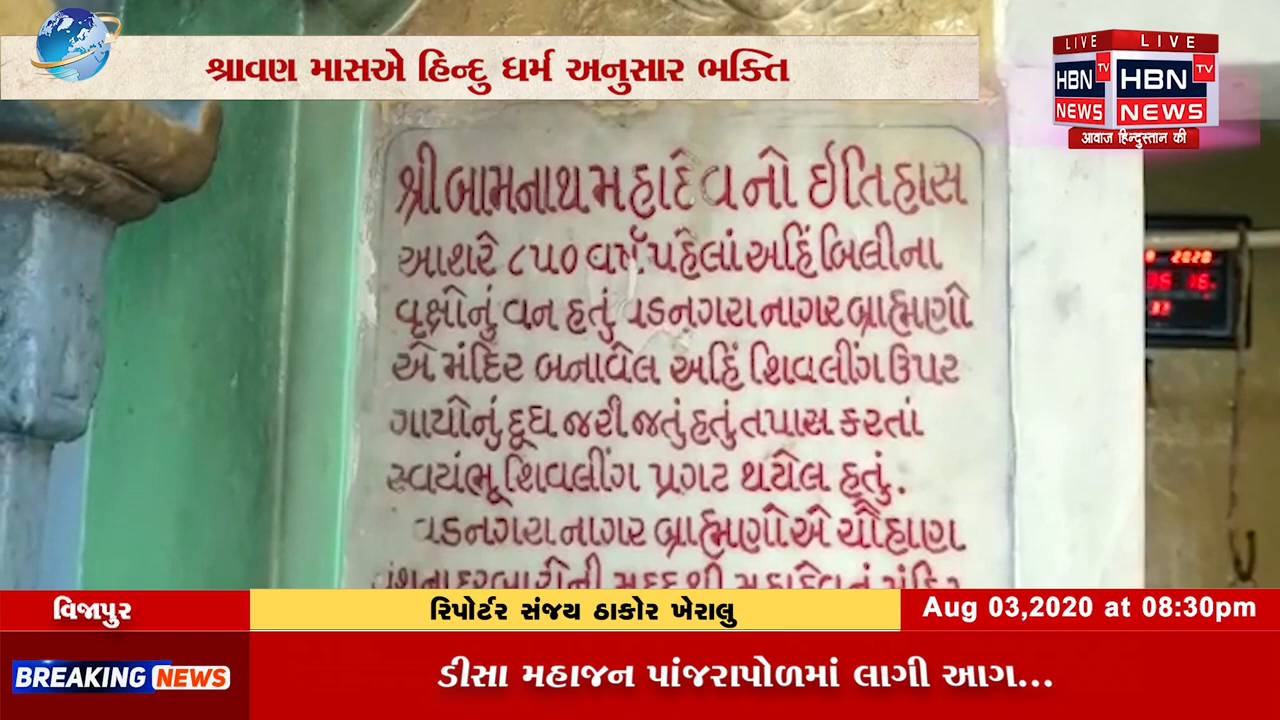 શ્રાવણ માસએ હિન્દુ ધર્મ અનુસાર ભક્તિ
LIVE LIVE
HBN TV HBN TV
NEWS NEWS
आवाज हिन्दुस्तान की
શ્રી બામનાથ મહાદેવ નો ઈતિહાસ
આશરે ૮૫૦ વર્ષ પહેલાં અહિં બિલીના
વૃક્ષોનું વન હતું વડનગરા નાગર બ્રાહ્મણો
એ મંદિર બનાવેલ અહિં શિવલીંગ ઉપર
ગાયોનું દૂધ જરી જતું હતું તપાસ કરતાં
સ્વયંભૂ શિવલીંગ પ્રગટ થયેલ હતું.
વડનગરા નાગર બ્રાહ્મણોએ ચૌહાણ
2020
વિજાપુર
રિપોર્ટર સંજય ઠાકોર ખેરાલુ
Aug 03,2020 at 08:30pm
BREAKING NEWS
ડીસા મહાજન પાંજરાપોળમાં લાગી આગ...